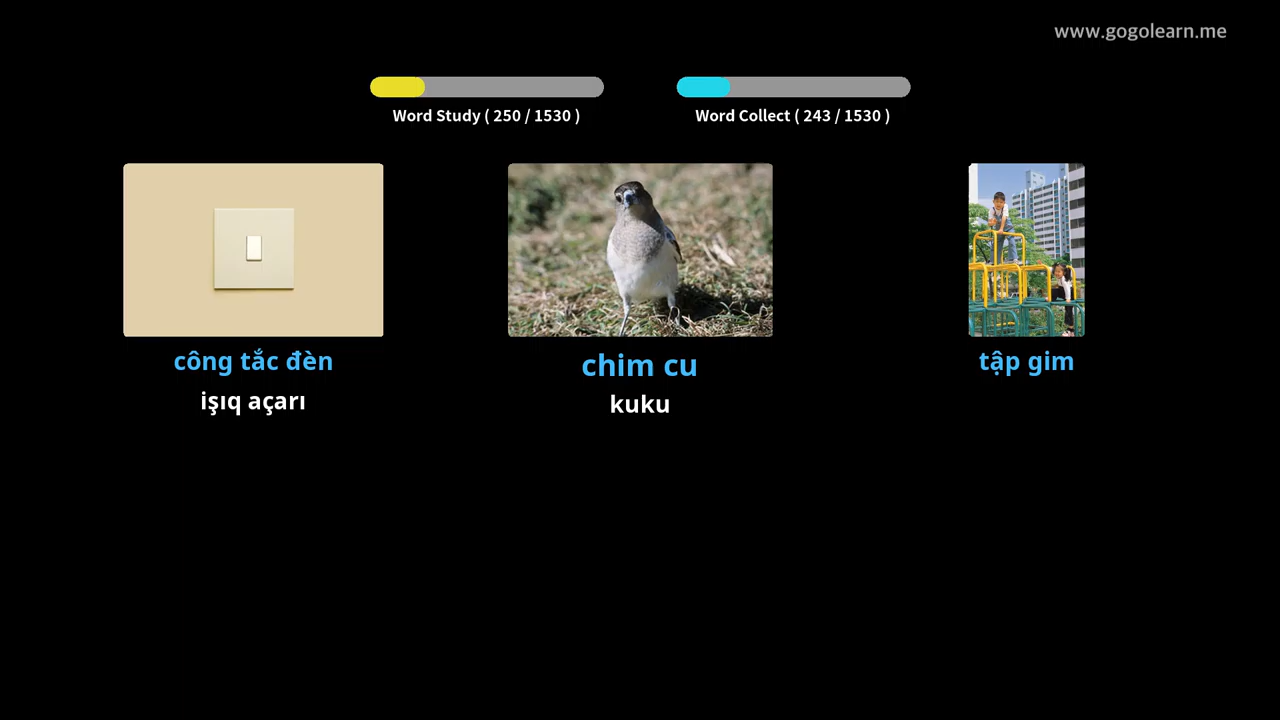 www.gogolearn.me
Word Study ( 250 / 1530 )
Word Collect ( 243 / 1530 )
công tắc đèn
işıq açarı
chim cu
kuku
tập gim